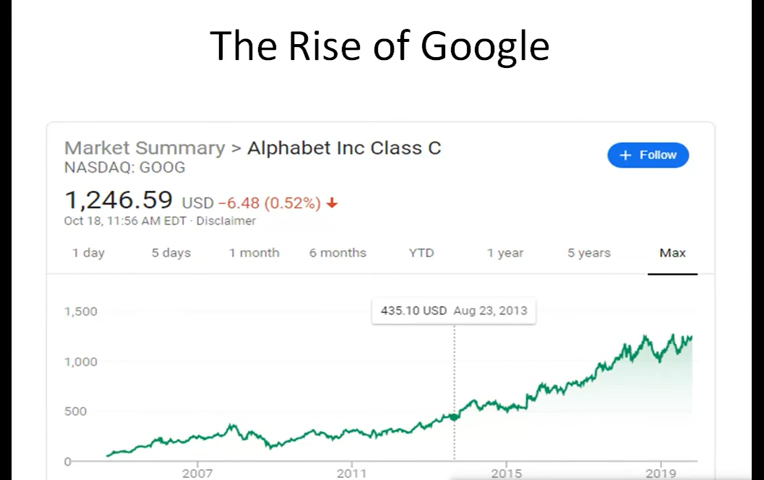 The Rise of Google
Market Summary > Alphabet Inc Class C
NASDAQ: GOOG
+ Follow
1,246.59 USD −6.48 (0.52%) ↓
Oct 18, 11:56 AM EDT · Disclaimer
1 day 5 days 1 month 6 months YTD 1 year 5 years Max
435.10 USD Aug 23, 2013
1,500
1,000
500
0
2007 2011 2015 2019